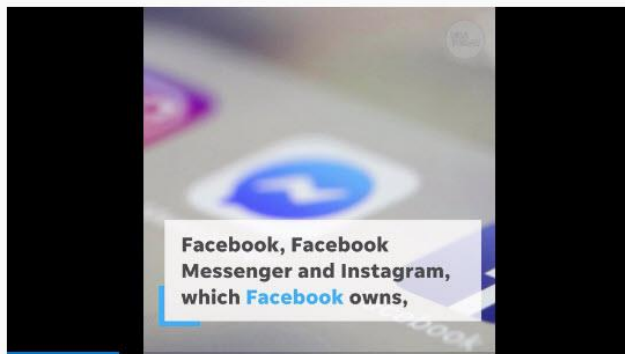 Facebook, Facebook
Messenger and Instagram,
which Facebook owns,